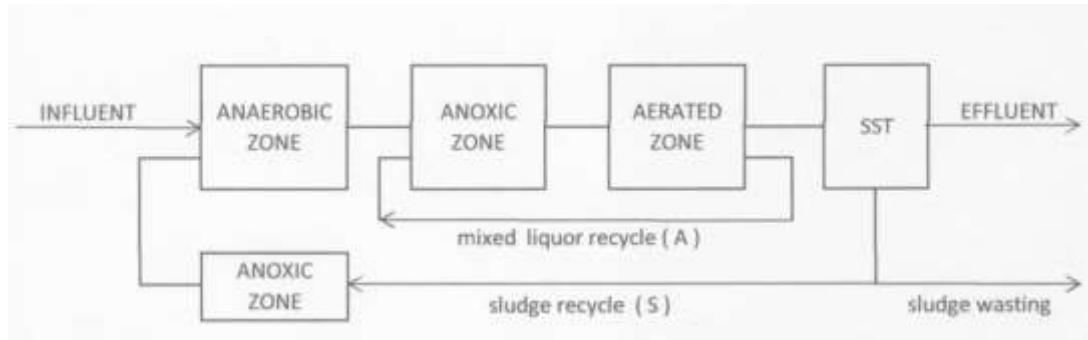 INFLUENT
ANAEROBIC
ZONE
ANOXIC
ZONE
AERATED
ZONE
SST
EFFLUENT
mixed liquor recycle ( A )
ANOXIC
ZONE
sludge recycle ( S )
sludge wasting